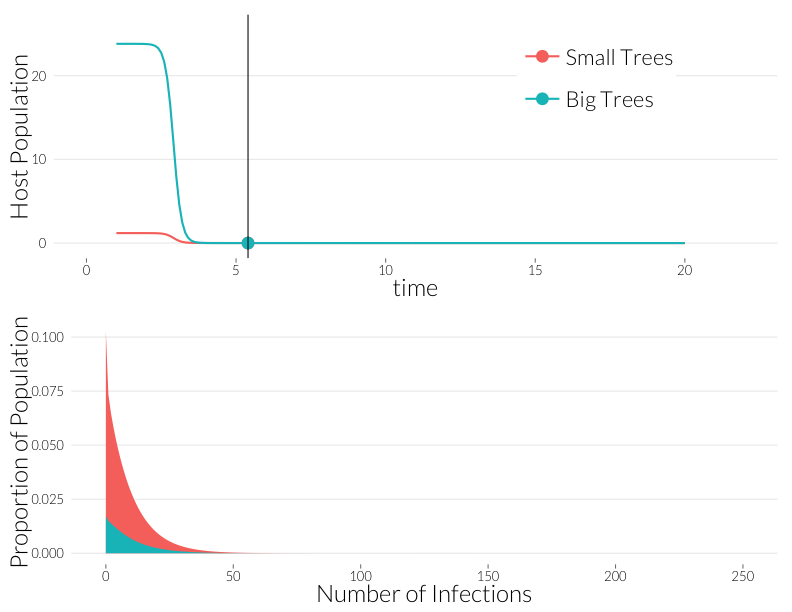 Host Population
20
10
0
Small Trees
Big Trees
0 5 10 15 20
time
Proportion of Population
0.100
0.075
0.050
0.025
0.000
0 50 100 150 200 250
Number of Infections